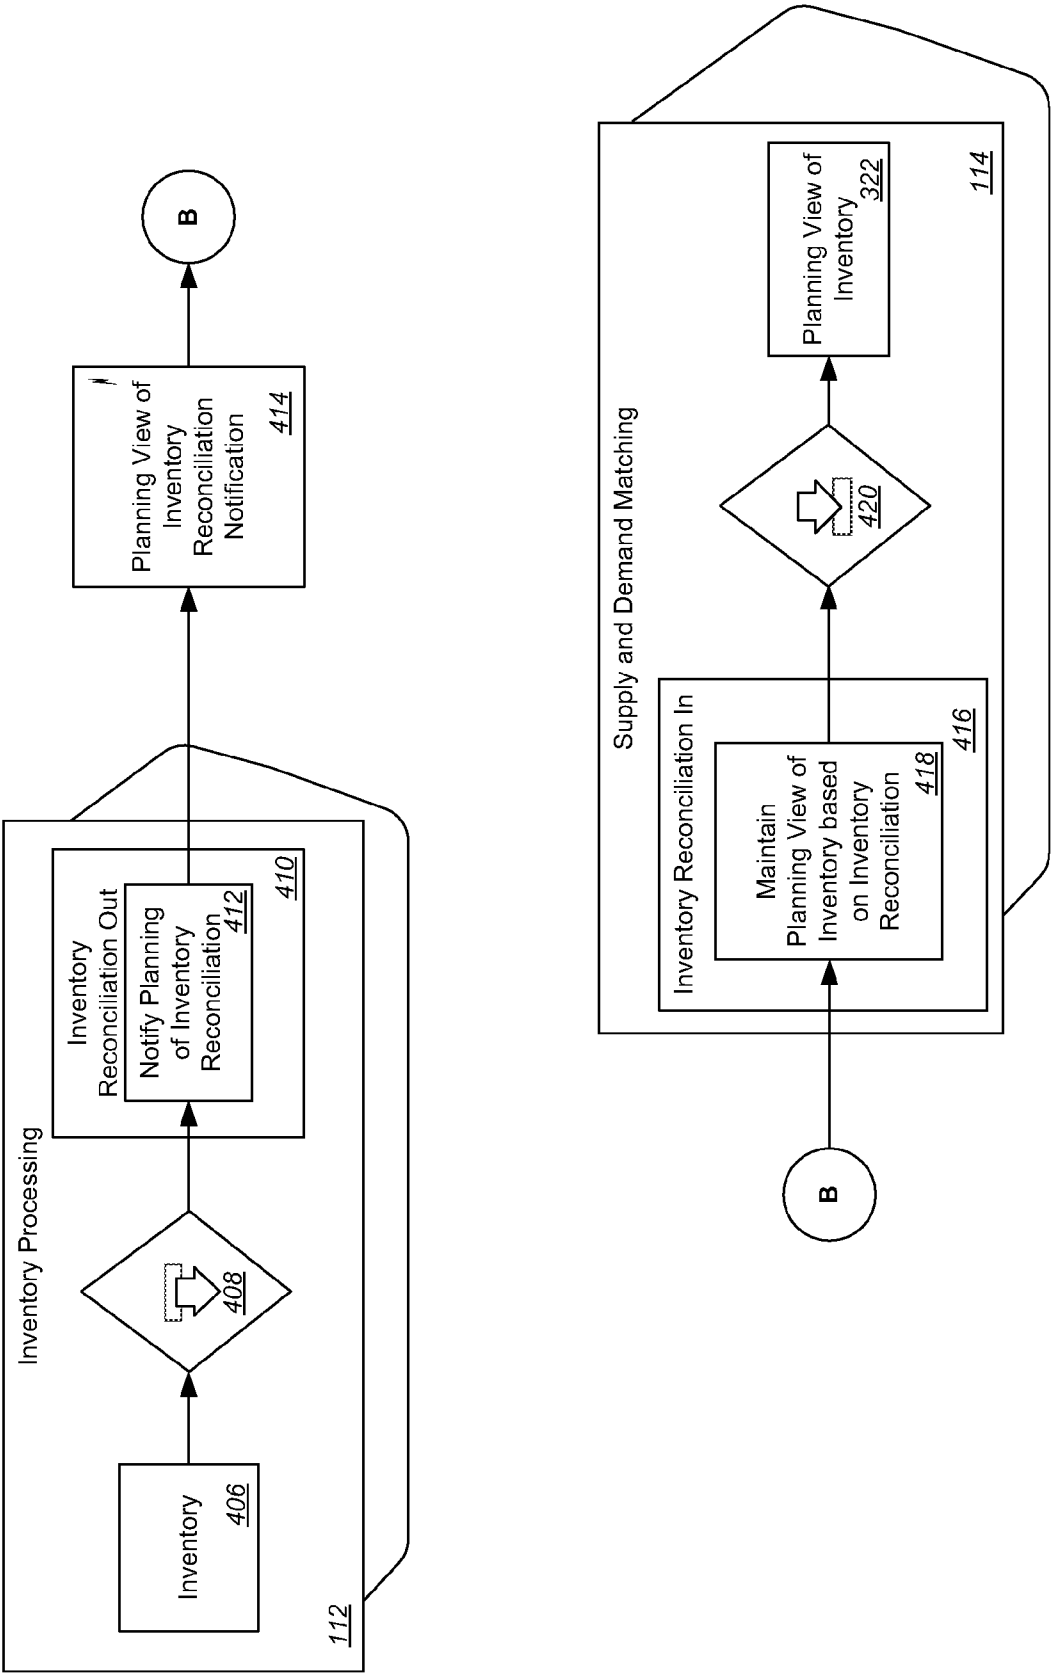 Inventory Processing
Inventory
406
408
Inventory
Reconciliation Out
Notify Planning
of Inventory
Reconciliation
412
410
112
Planning View of
Inventory
Reconciliation
Notification
414
B
B
Supply and Demand Matching
Inventory Reconciliation In
Maintain
Planning View of
Inventory based
on Inventory
Reconciliation
418
416
420
Planning View of
Inventory
322
114